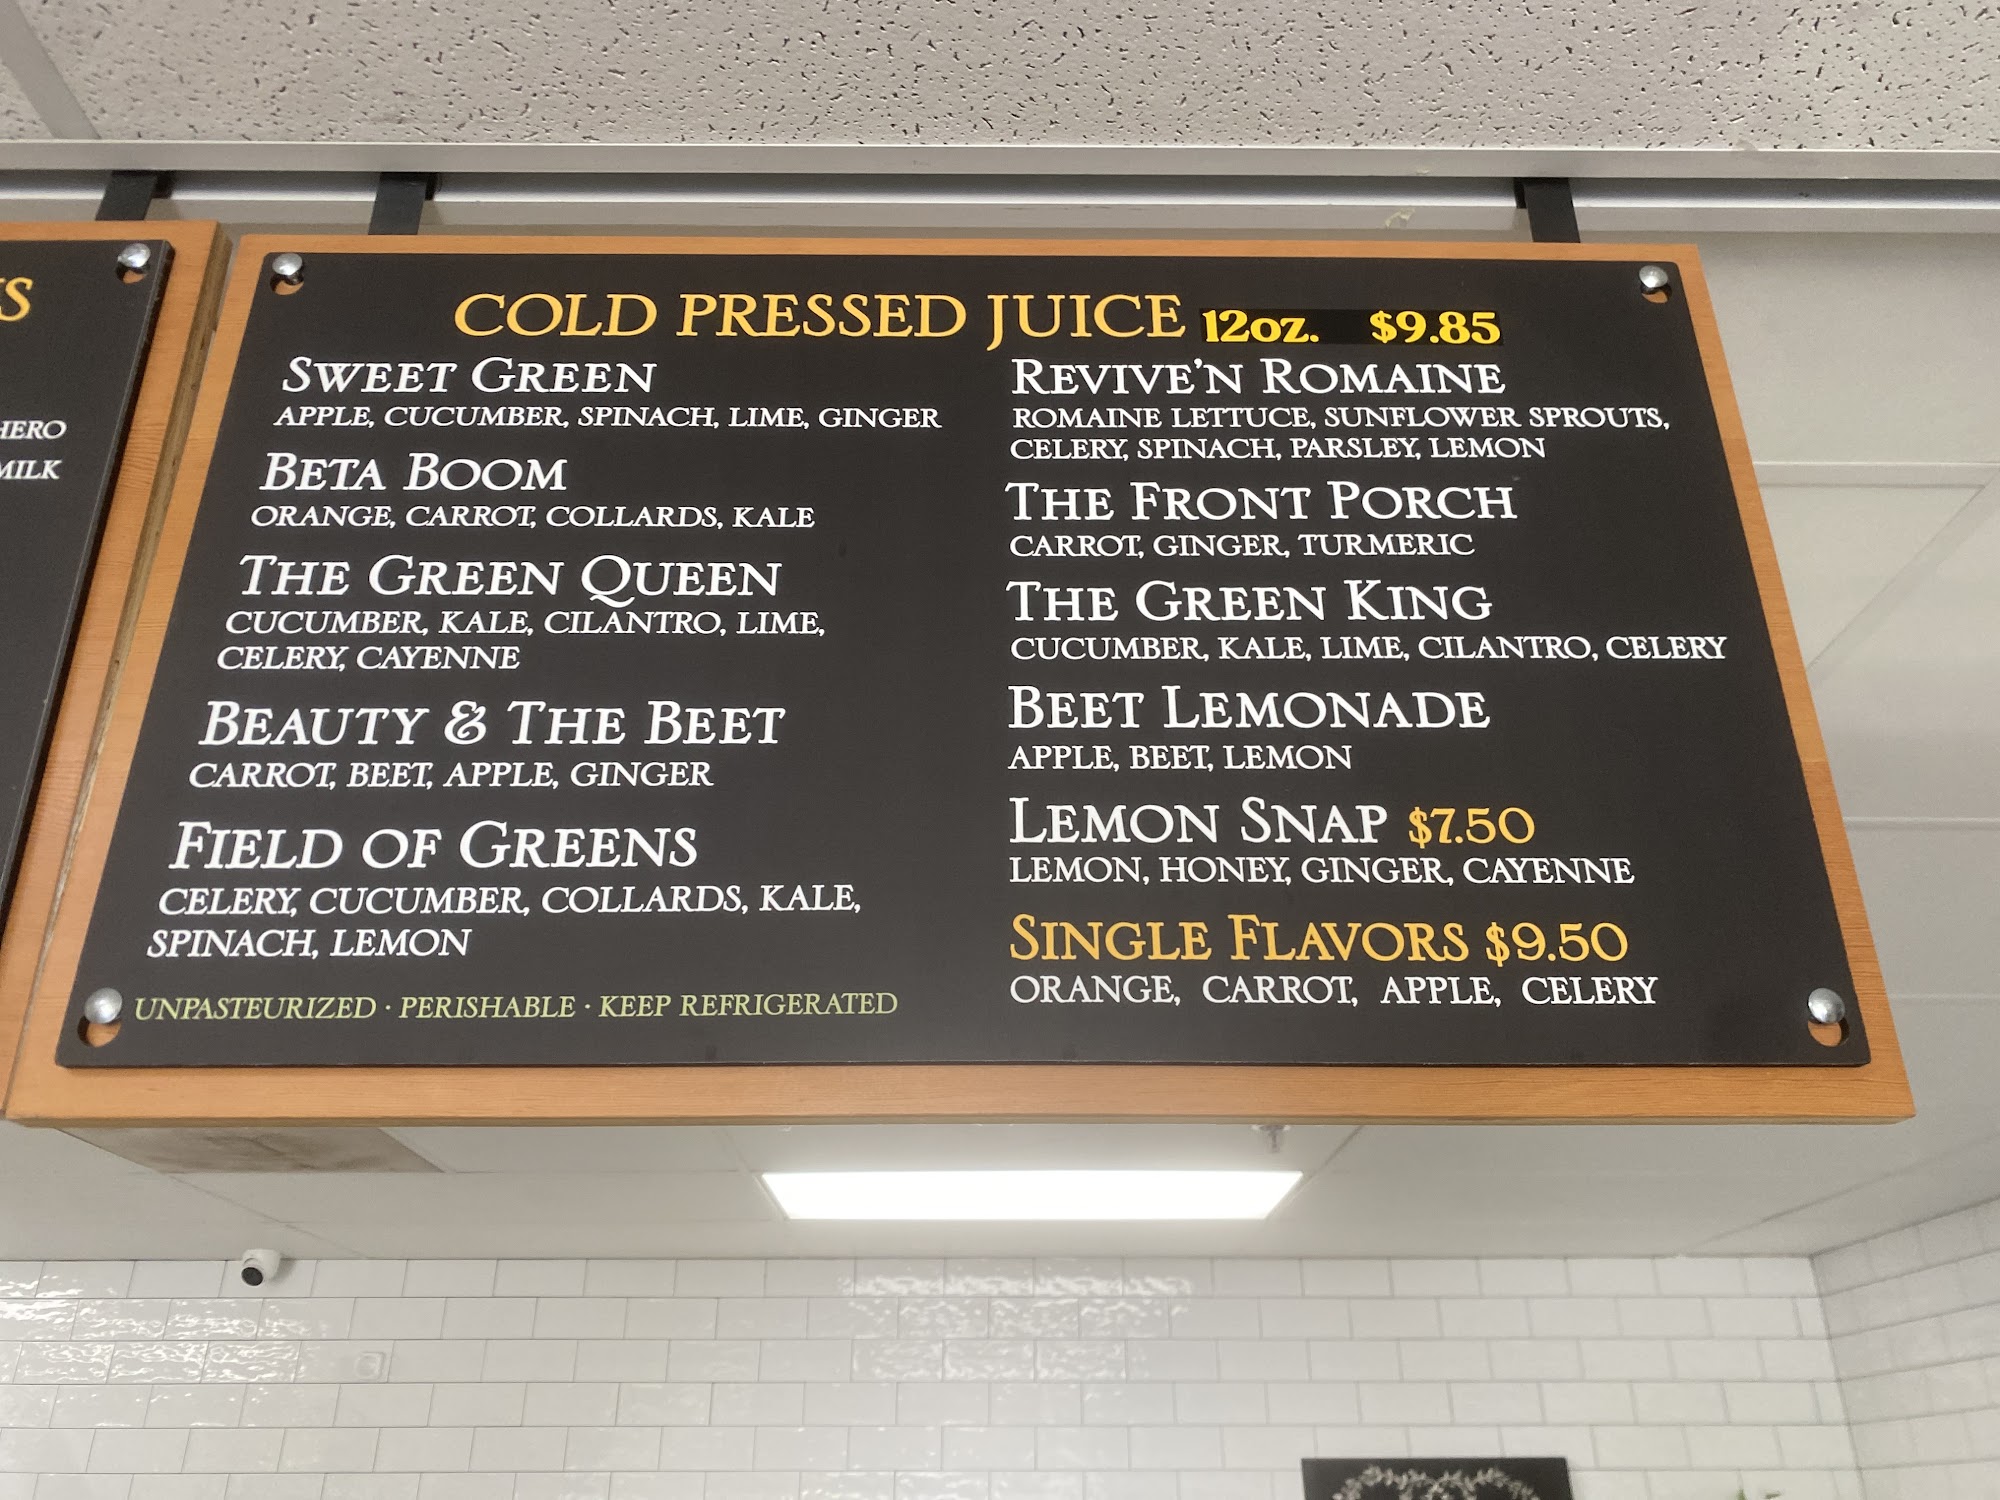 HERO
MILK
COLD PRESSED JUICE 12oz. $9.85
SWEET GREEN
APPLE, CUCUMBER, SPINACH, LIME, GINGER
BETA BOOM
ORANGE, CARROT, COLLARDS, KALE
THE GREEN QUEEN
CUCUMBER, KALE, CILANTRO, LIME,
CELERY, CAYENNE
BEAUTY & THE BEET
CARROT, BEET, APPLE, GINGER
FIELD OF GREENS
CELERY, CUCUMBER, COLLARDS, KALE,
SPINACH, LEMON
UNPASTEURIZED · PERISHABLE · KEEP REFRIGERATED
REVIVE'N ROMAINE
ROMAINE LETTUCE, SUNFLOWER SPROUTS,
CELERY, SPINACH, PARSLEY, LEMON
THE FRONT PORCH
CARROT, GINGER, TURMERIC
THE GREEN KING
CUCUMBER, KALE, LIME, CILANTRO, CELERY
BEET LEMONADE
APPLE, BEET, LEMON
LEMON SNAP $7.50
LEMON, HONEY, GINGER, CAYENNE
SINGLE FLAVORS $9.50
ORANGE, CARROT, APPLE, CELERY